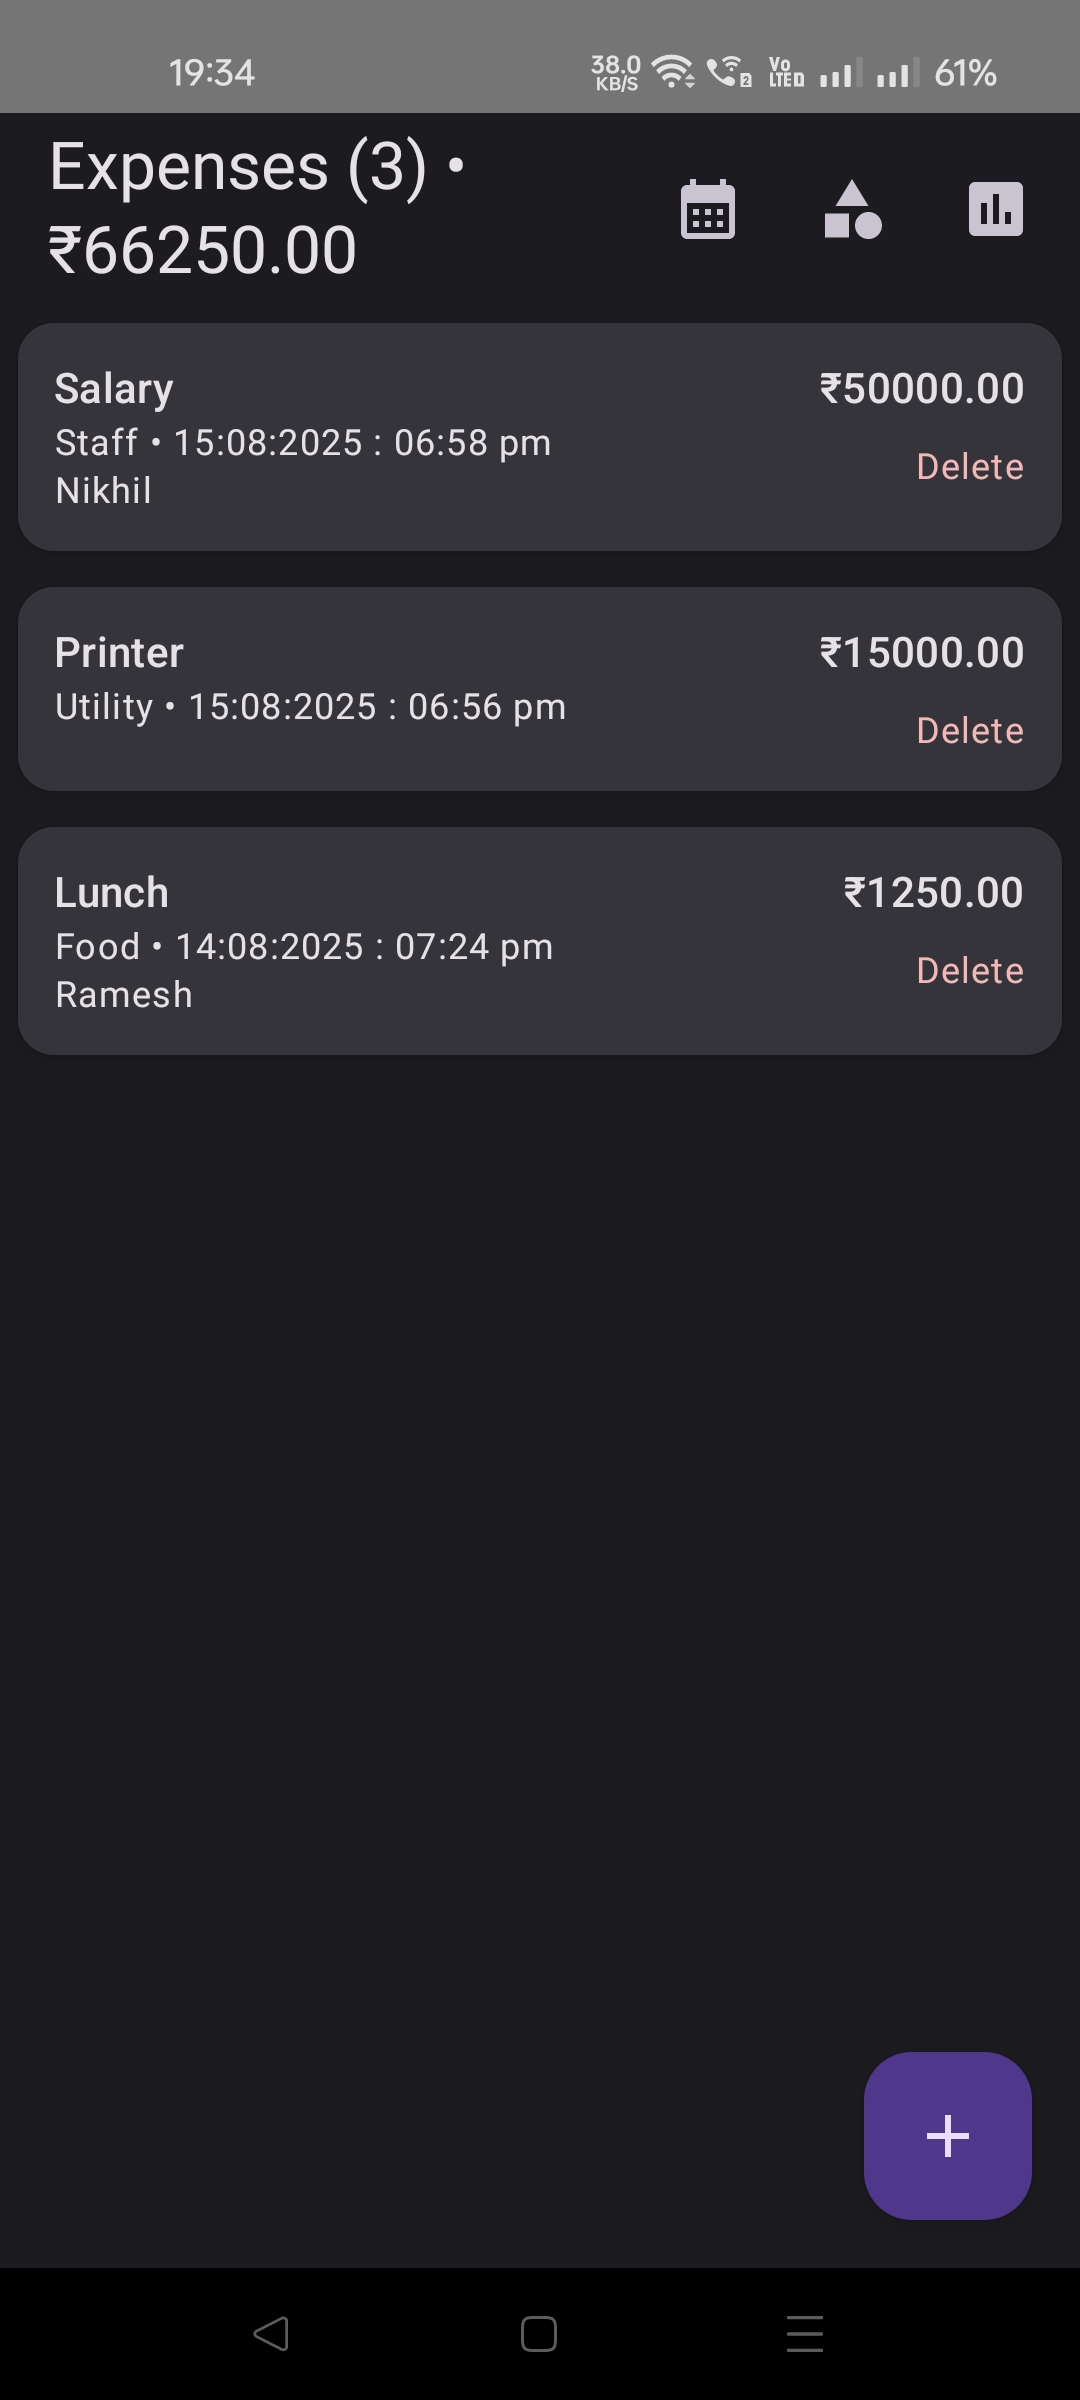 19:34
38.0
KB/S
2
Vo
LTED
61%
Expenses (3) •
₹66250.00
Salary
₹50000.00
Staff • 15:08:2025 : 06:58 pm
Nikhil
Delete
Printer
₹15000.00
Utility • 15:08:2025 : 06:56 pm
Delete
Lunch
₹1250.00
Food • 14:08:2025 : 07:24 pm
Ramesh
Delete